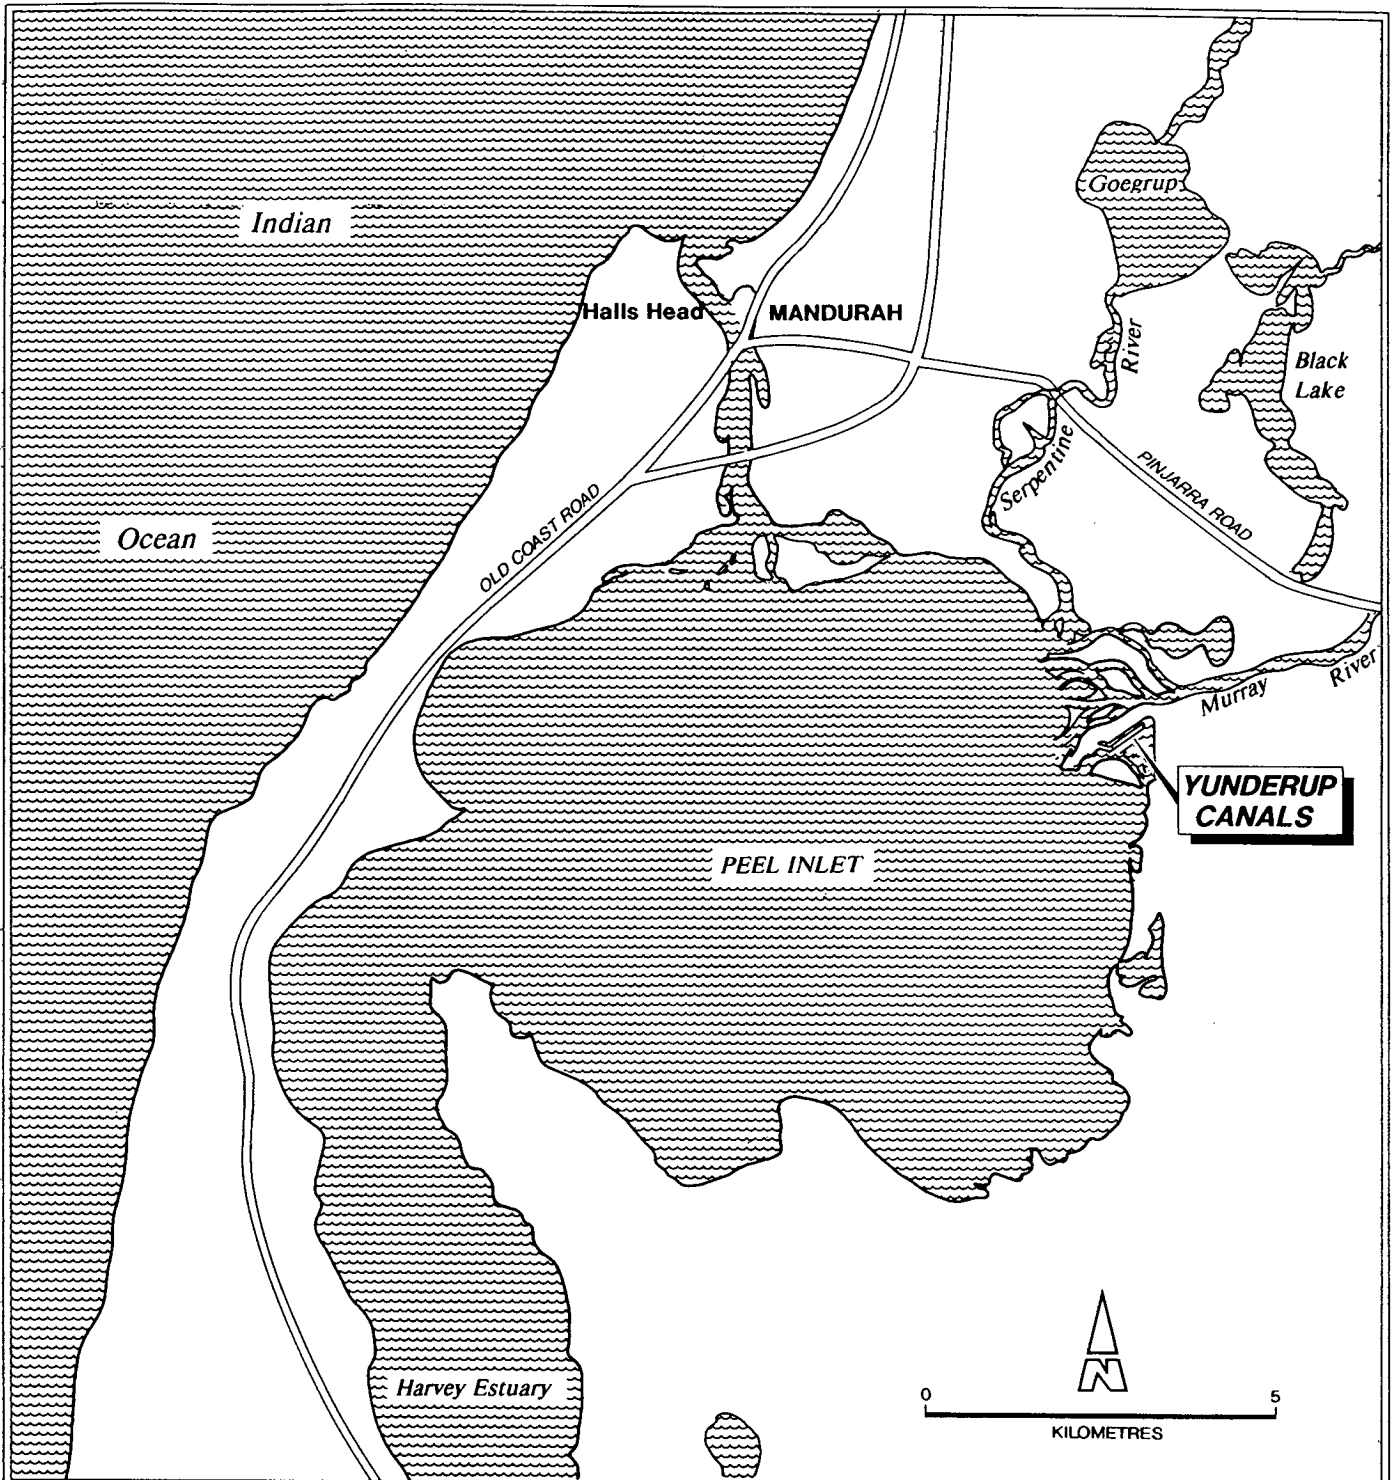 Goegrup
Indian
Halls Head
MANDURAH
River
Black
Lake
Serpentine
PINJARRA ROAD
OLD COAST ROAD
Ocean
Murray
River
YUNDERUP
CANALS
PEEL INLET
Harvey Estuary
N
0 5
KILOMETRES